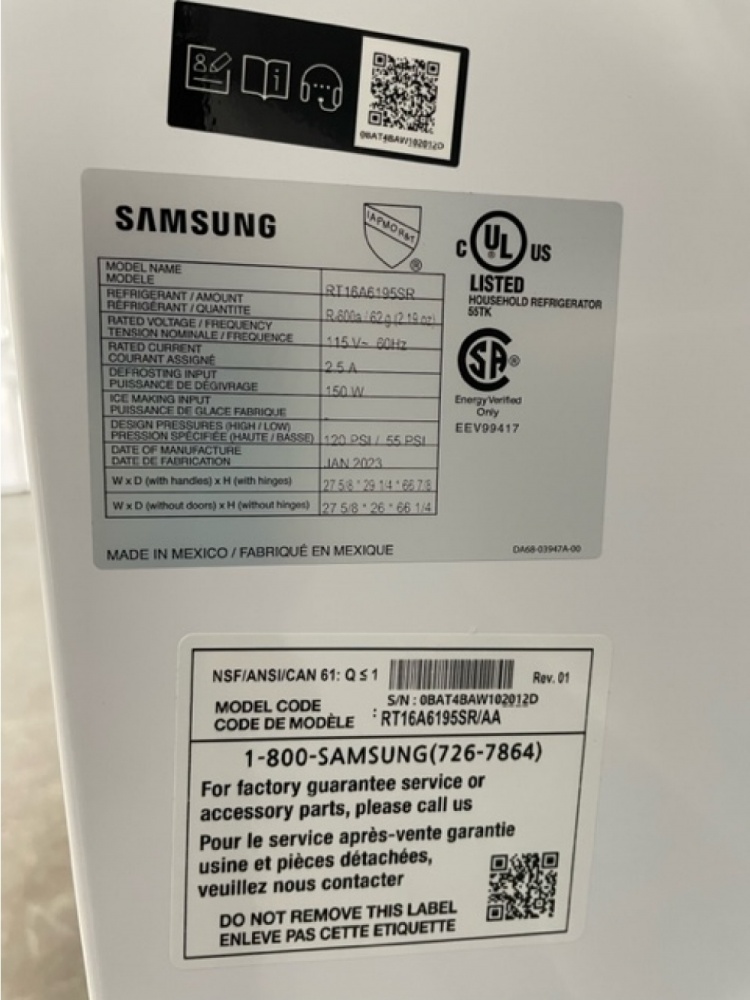 0BAT4BAW102012D
SAMSUNG
IAPMO R&T
®
C UL US
LISTED
HOUSEHOLD REFRIGERATOR
55TK
SA ®
Energy Verified
Only
EEV99417
MODEL NAME
MODÈLE
RT16A6195SR
REFRIGERANT / AMOUNT
RÉFRIGÉRANT / QUANTITE
R-600a / 62 g (2.19 oz)
RATED VOLTAGE / FREQUENCY
TENSION NOMINALE / FREQUENCE
115 V~ 60Hz
RATED CURRENT
COURANT ASSIGNÉ
2.5 A
DEFROSTING INPUT
PUISSANCE DE DÉGIVRAGE
150 W
ICE MAKING INPUT
PUISSANCE DE GLACE FABRIQUE
-
DESIGN PRESSURES (HIGH / LOW)
PRESSION SPÉCIFIÉE (HAUTE / BASSE)
120 PSI / 55 PSI
DATE OF MANUFACTURE
DATE DE FABRICATION
JAN 2023
W x D (with handles) x H (with hinges)
27 5/8 * 29 1/4 * 66 7/8
W x D (without doors) x H (without hinges)
27 5/8 * 26 * 66 1/4
MADE IN MEXICO / FABRIQUÉ EN MEXIQUE
DA68-03947A-00
NSF/ANSI/CAN 61: Q ≤ 1
Rev. 01
S/N : 0BAT4BAW102012D
MODEL CODE
CODE DE MODÈLE : RT16A6195SR/AA
1-800-SAMSUNG(726-7864)
For factory guarantee service or
accessory parts, please call us
Pour le service après-vente garantie
usine et pièces détachées,
veuillez nous contacter
DO NOT REMOVE THIS LABEL
ENLEVE PAS CETTE ETIQUETTE